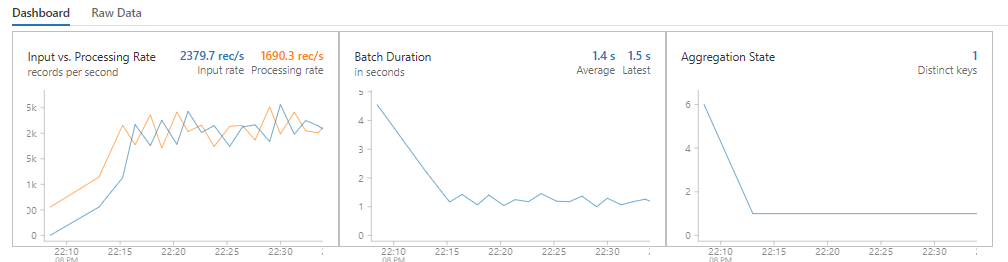 Dashboard Raw Data
Input vs. Processing Rate 2379.7 rec/s 1690.3 rec/s
records per second Input rate Processing rate
5k
2k
5k
1k
00
0
22:10 22:15 22:20 22:25 22:30
08 PM
Batch Duration 1.4 s 1.5 s
in seconds Average Latest
5
4
3
2
1
0
22:10 22:15 22:20 22:25 22:30
08 PM
Aggregation State 1
Distinct keys
6
4
2
0
22:10 22:15 22:20 22:25 22:30
08 PM